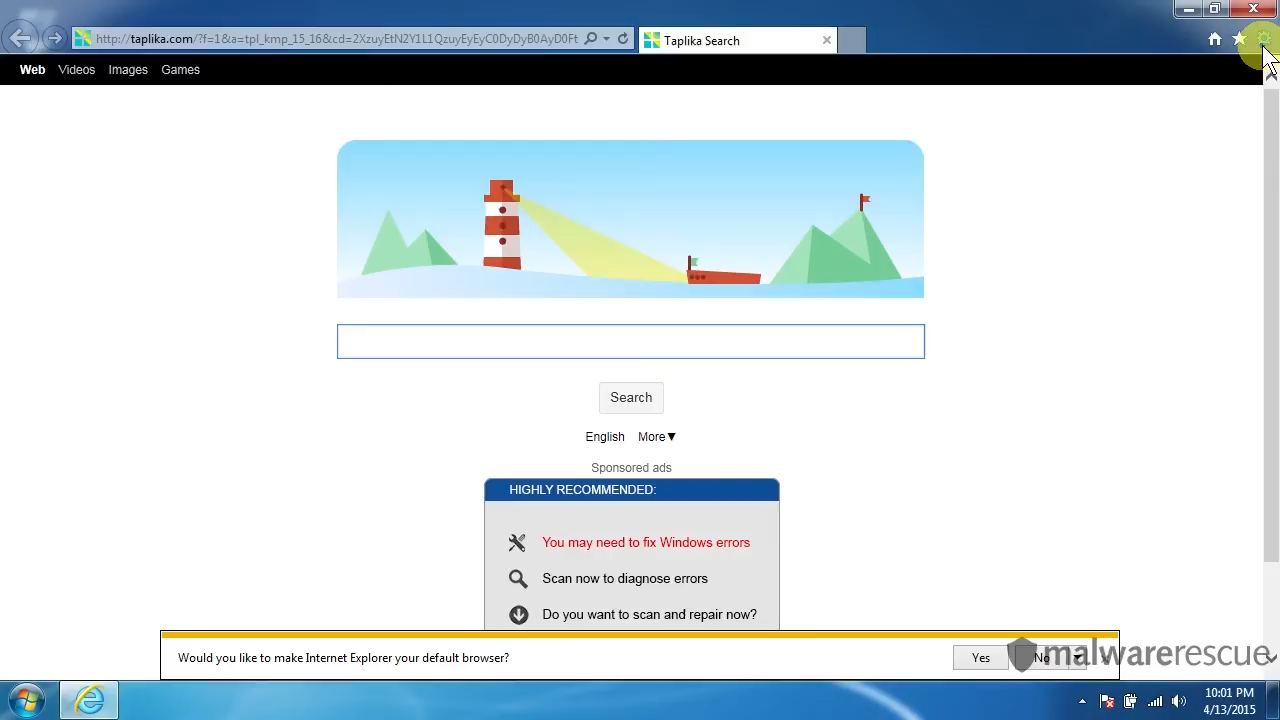 http://taplika.com/?f=1&a=tpl_kmp_15_16&cd=2XzuyEtN2Y1L1QzuyEyEyC0DyDyB0AyDyEt
Taplika Search
Web Videos Images Games
Search
English More▼
Sponsored ads
HIGHLY RECOMMENDED:
You may need to fix Windows errors
Scan now to diagnose errors
Do you want to scan and repair now?
Would you like to make Internet Explorer your default browser?
Yes No
malwarerescue
10:01 PM
4/13/2015